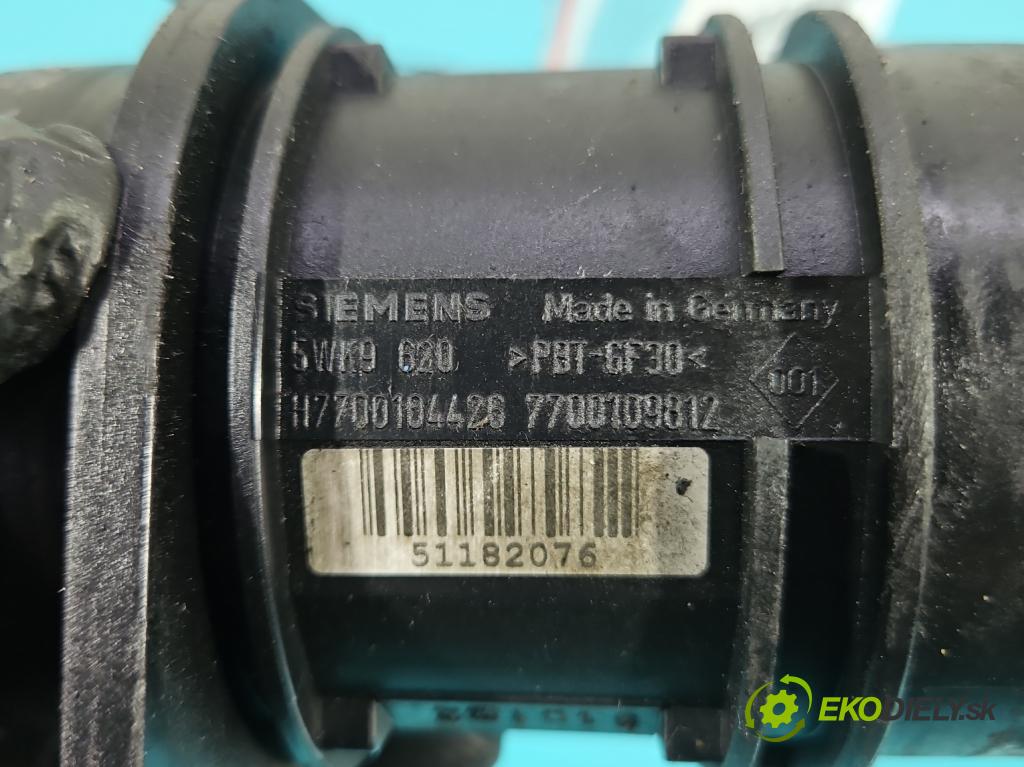 SIEMENS Made in Germany
5WK9 620 >PBT-GF30<
001
H7700104426 7700109812
51182076
EKODIELY.sk